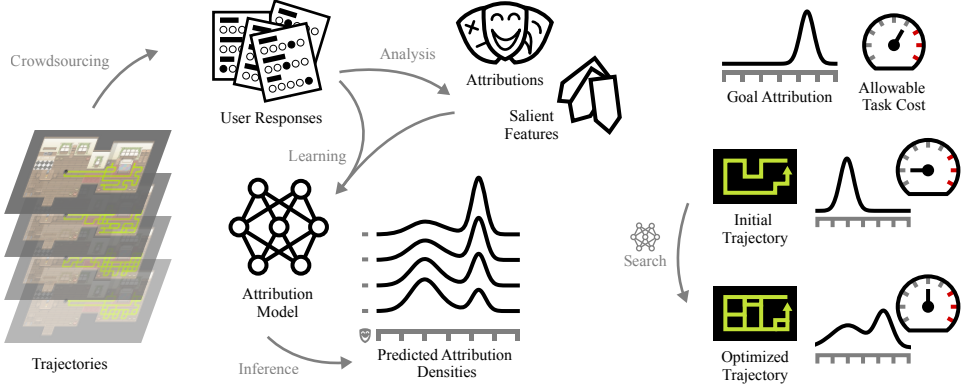 Crowdsourcing
Trajectories
User Responses
Analysis
Attributions
Salient
Features
Learning
Attribution
Model
Inference
Predicted Attribution
Densities
Goal Attribution
Allowable
Task Cost
Initial
Trajectory
Search
Optimized
Trajectory